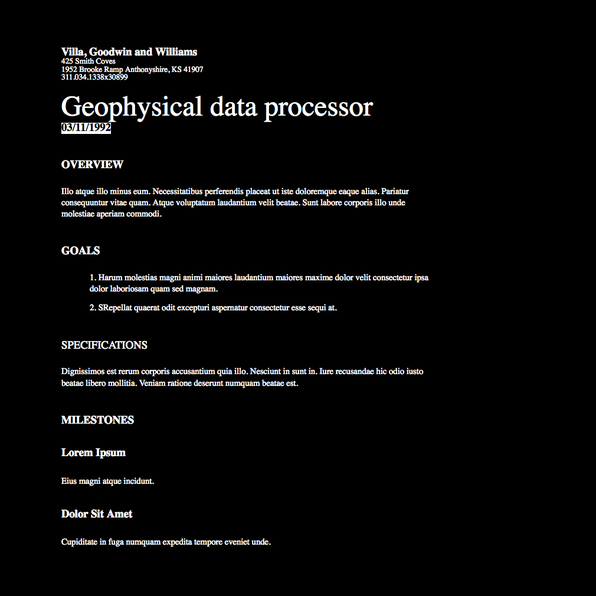 Villa, Goodwin and Williams
425 Smith Coves
1952 Brooke Ramp Anthonyshire, KS 41907
311.034.1338x30899
Geophysical data processor
03/11/1992
OVERVIEW
Illo atque illo minus eum. Necessitatibus perferendis placeat ut iste doloremque eaque alias. Pariatur
consequuntur vitae quam. Atque voluptatum laudantium velit beatae. Sunt labore corporis illo unde
molestiae aperiam commodi.
GOALS
1. Harum molestias magni animi maiores laudantium maiores maxime dolor velit consectetur ipsa
dolor laboriosam quam sed magnam.
2. SRepellat quaerat odit excepturi aspernatur consectetur esse sequi at.
SPECIFICATIONS
Dignissimos est rerum corporis accusantium quia illo. Nesciunt in sunt in. Iure recusandae hic odio iusto
beatae libero mollitia. Veniam ratione deserunt numquam beatae est.
MILESTONES
Lorem Ipsum
Eius magni atque incidunt.
Dolor Sit Amet
Cupiditate in fuga numquam expedita tempore eveniet unde.